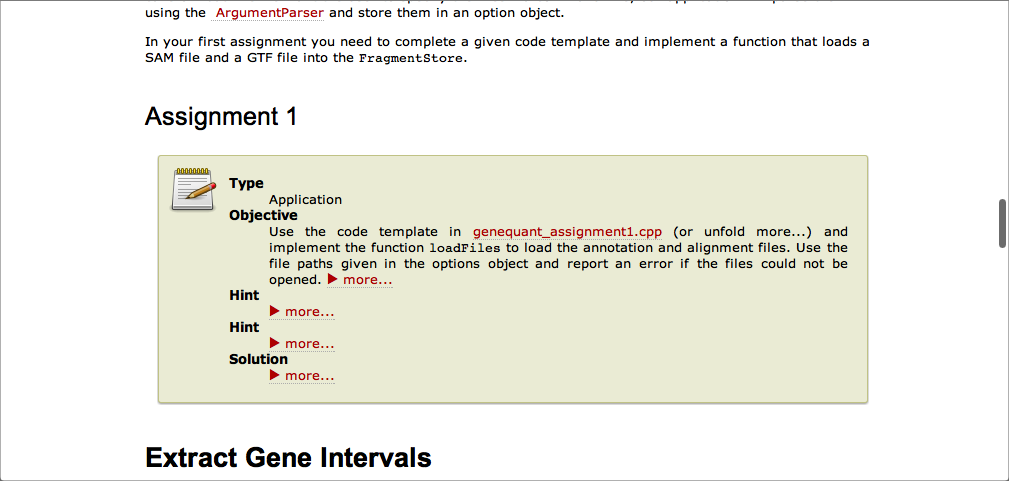 using the ArgumentParser and store them in an option object.
In your first assignment you need to complete a given code template and implement a function that loads a
SAM file and a GTF file into the FragmentStore.
Assignment 1
Type
Application
Objective
Use the code template in genequant_assignment1.cpp (or unfold more...) and
implement the function loadFiles to load the annotation and alignment files. Use the
file paths given in the options object and report an error if the files could not be
opened. ▶ more...
Hint
▶ more...
Hint
▶ more...
Solution
▶ more...
Extract Gene Intervals